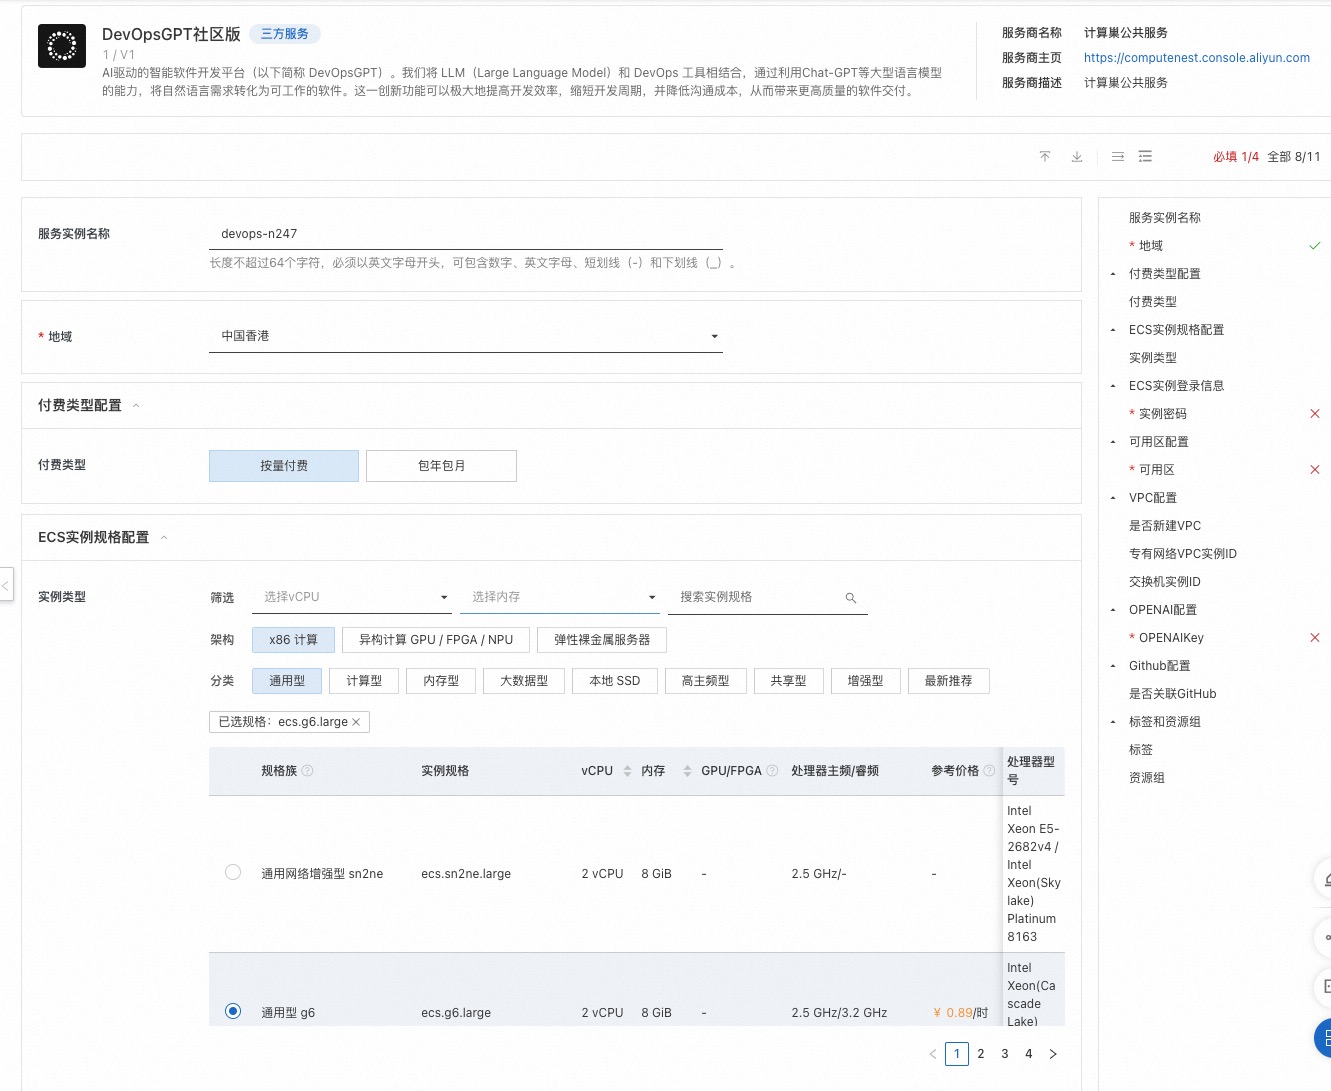 DevOpsGPT社区版 三方服务
1 / V1
AI驱动的智能软件开发平台（以下简称 DevOpsGPT）。我们将 LLM（Large Language Model）和 DevOps 工具相结合，通过利用Chat-GPT等大型语言模型
的能力，将自然语言需求转化为可工作的软件。这一创新功能可以极大地提高开发效率，缩短开发周期，并降低沟通成本，从而带来更高质量的软件交付。
服务商名称 计算巢公共服务
服务商主页 https://computenest.console.aliyun.com
服务商描述 计算巢公共服务
必填 1/4 全部 8/11
服务实例名称 devops-n247
长度不超过64个字符，必须以英文字母开头，可包含数字、英文字母、短划线（-）和下划线（_）。
* 地域 中国香港
付费类型配置
付费类型 按量付费 包年包月
ECS实例规格配置
实例类型 筛选 选择vCPU 选择内存 搜索实例规格
架构 x86 计算 异构计算 GPU / FPGA / NPU 弹性裸金属服务器
分类 通用型 计算型 内存型 大数据型 本地 SSD 高主频型 共享型 增强型 最新推荐
已选规格：ecs.g6.large ×
规格族 实例规格 vCPU 内存 GPU/FPGA 处理器主频/睿频 参考价格 处理器型
号
通用网络增强型 sn2ne ecs.sn2ne.large 2 vCPU 8 GiB - 2.5 GHz/- -
Intel
Xeon E5-
2682v4 /
Intel
Xeon(Sky
lake)
Platinum
8163
通用型 g6 ecs.g6.large 2 vCPU 8 GiB - 2.5 GHz/3.2 GHz ¥ 0.89/时
Intel
Xeon(Ca
scade
Lake)
< 1 2 3 4 >
服务实例名称
* 地域
付费类型配置
付费类型
ECS实例规格配置
实例类型
ECS实例登录信息
* 实例密码
可用区配置
* 可用区
VPC配置
是否新建VPC
专有网络VPC实例ID
交换机实例ID
OPENAI配置
* OPENAIKey
Github配置
是否关联GitHub
标签和资源组
标签
资源组